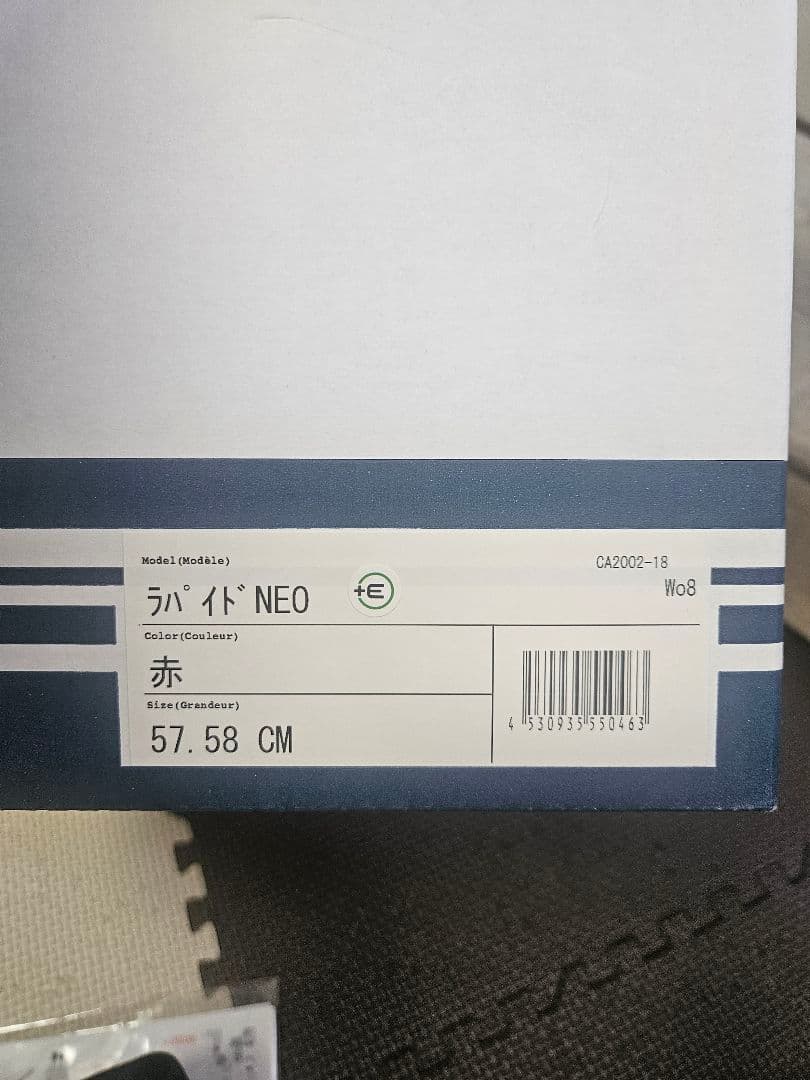 Model(Modèle)
CA2002-18
ﾗﾊﾟｲﾄﾞNEO
+E
Wo8
Color(Couleur)
赤
Size(Grandeur)
57.58 CM
4 530935 550463